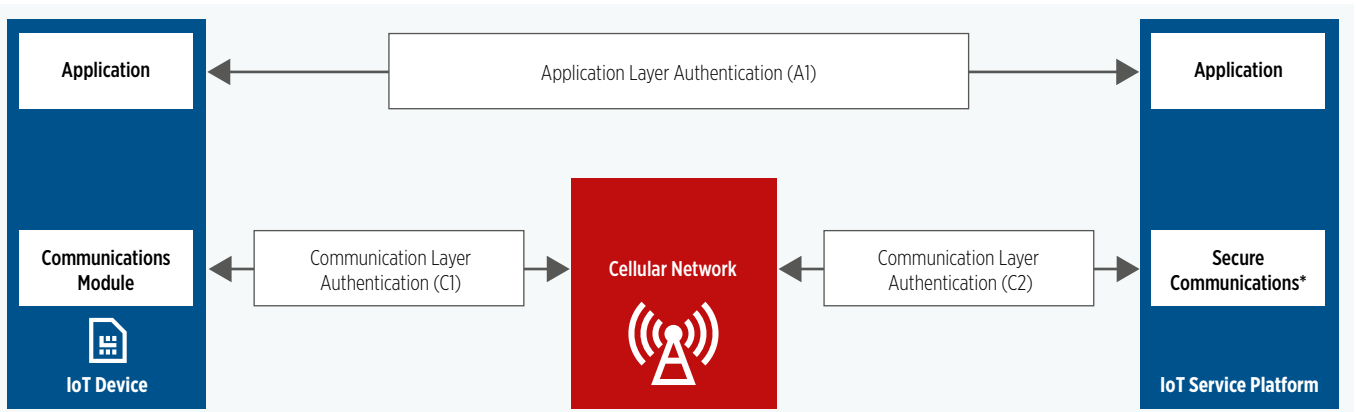 Application
Application Layer Authentication (A1)
Application
Communications
Module
Communication Layer
Authentication (C1)
Cellular Network
Communication Layer
Authentication (C2)
Secure
Communications*
IoT Device
IoT Service Platform